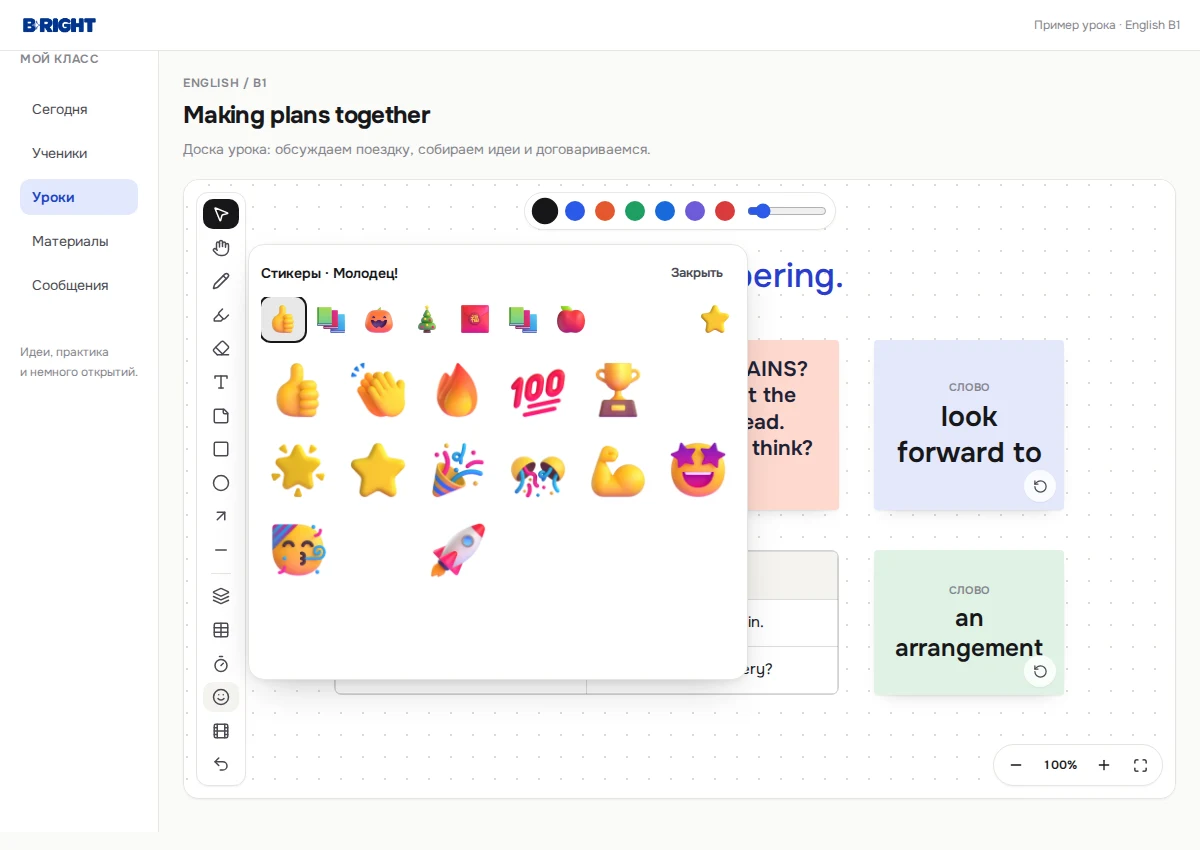 BRIGHT
Пример урока · English B1
МОЙ КЛАСС
Сегодня
Ученики
Уроки
Материалы
Сообщения
Идеи, практика
и немного открытий.
ENGLISH / B1
Making plans together
Доска урока: обсуждаем поездку, собираем идеи и договариваемся.
Стикеры · Молодец!
Закрыть
100
bering.
AINS?
t the
ead.
think?
СЛОВО
look
forward to
in.
ery?
СЛОВО
an
arrangement
100%